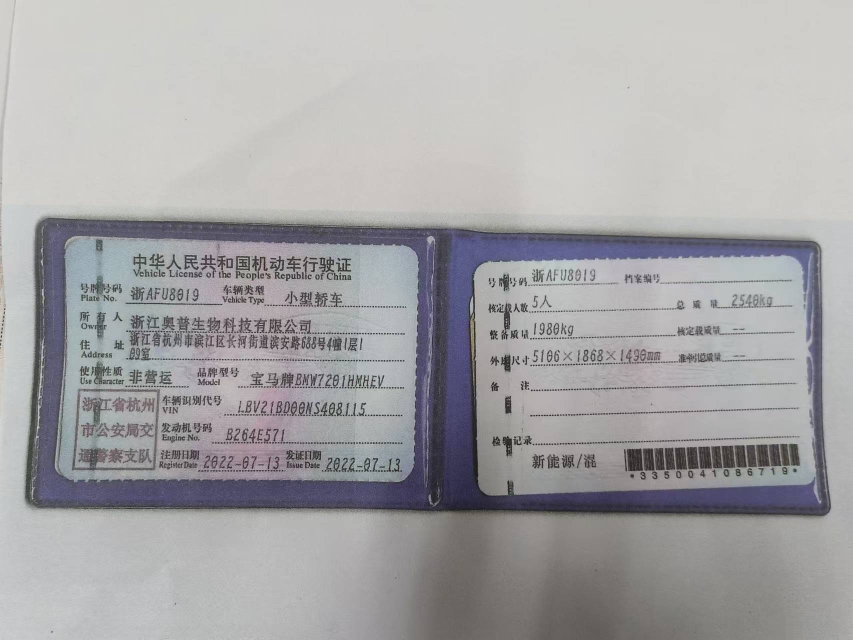 中华人民共和国机动车行驶证
Vehicle License of the People's Republic of China
号牌号码 浙AFU8019 车辆类型 小型轿车
Plate No. Vehicle Type
所有人 浙江奥普生物科技有限公司
Owner
住址 浙江省杭州市滨江区长河街道滨安路688号4幢1层1
Address 09室
使用性质 非营运 品牌型号 宝马牌BMW7201HMHEV
Use Character Model
浙江省杭州
市公安局交
通警察支队
车辆识别代号 LBV21BD00NS408115
VIN
发动机号码 B264E571
Engine No.
注册日期 2022-07-13 发证日期 2022-07-13
Register Date Issue Date
号牌号码 浙AFU8019 档案编号
核定载人数 5人 总质量 2540kg
整备质量 1980kg 核定载质量 --
外廓尺寸 5106×1868×1490mm 准牵引总质量 --
备注
检验记录
新能源/混
*3350041086719*